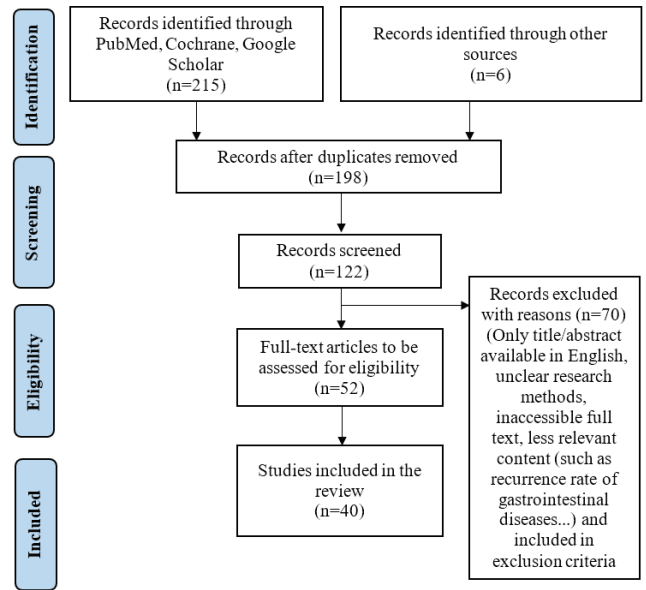 Identification
Records identified through
PubMed, Cochrane, Google
Scholar
(n=215)
Records identified through other
sources
(n=6)
Records after duplicates removed
(n=198)
Screening
Records screened
(n=122)
Records excluded
with reasons (n=70)
(Only title/abstract
available in English,
unclear research
methods,
inaccessible full
text, less relevant
content (such as
recurrence rate of
gastrointestinal
diseases...) and
included in
exclusion criteria
Eligibility
Full-text articles to be
assessed for eligibility
(n=52)
Included
Studies included in the
review
(n=40)